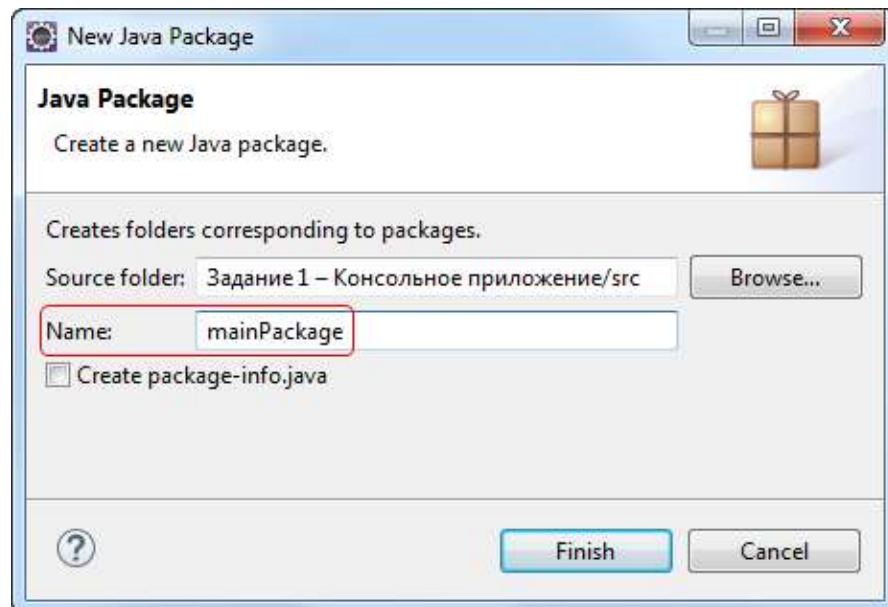 New Java Package
Java Package
Create a new Java package.
Creates folders corresponding to packages.
Source folder: Задание 1 – Консольное приложение/src Browse...
Name: mainPackage
Create package-info.java
? Finish Cancel